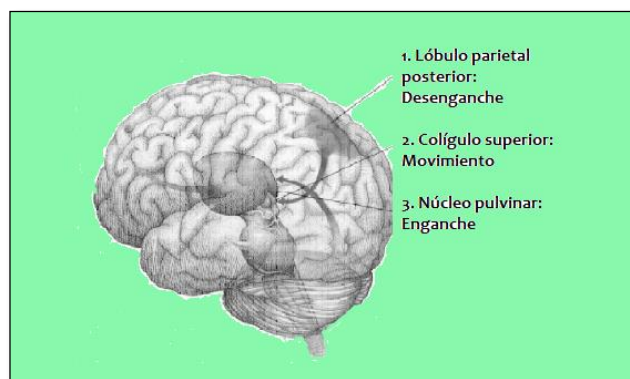 1. Lóbulo parietal
posterior:
Desenganche
2. Colígulo superior:
Movimiento
3. Núcleo pulvinar:
Enganche